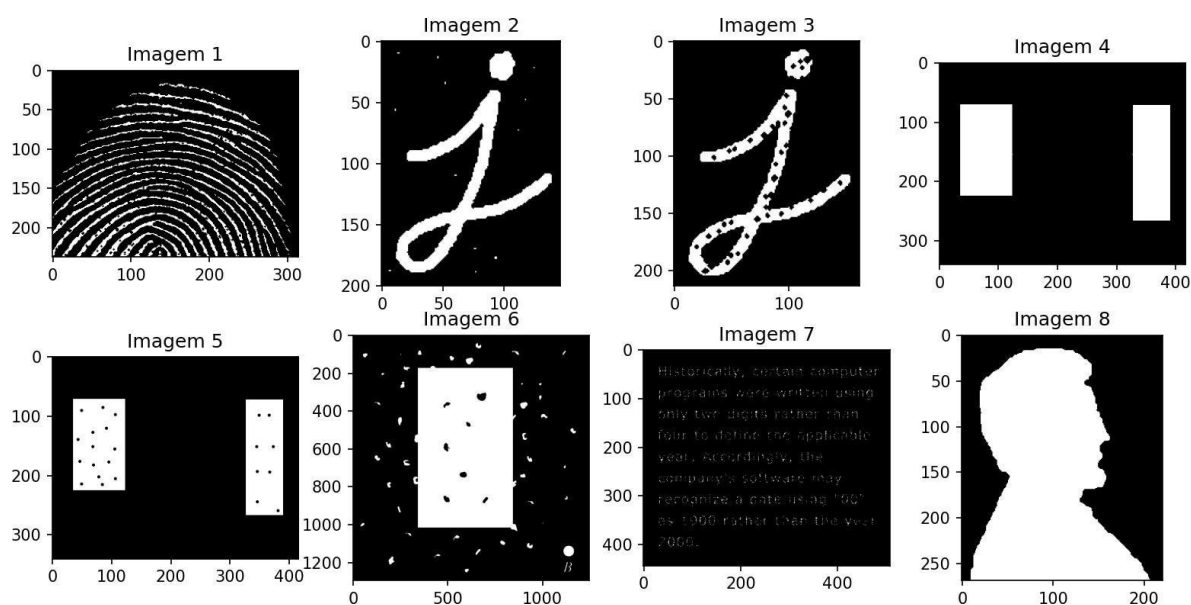 Imagem 1
0
50
100
150
200
0 100 200 300
Imagem 2
0
50
100
150
200
0 50 100
Imagem 3
0
50
100
150
200
0 100
Imagem 4
0
100
200
300
0 100 200 300 400
Imagem 5
0
100
200
300
0 100 200 300 400
Imagem 6
0
200
400
600
800
1000
1200
0 500 1000
B
Imagem 7
0
100
200
300
400
0 200 400
Historically, certain computer
programs were written using
only two digits rather than
four to define the applicable
year. Accordingly, the
company's software may
recognize a date using "00"
as 1900 rather than the year
2000.
Imagem 8
0
50
100
150
200
250
0 100 200